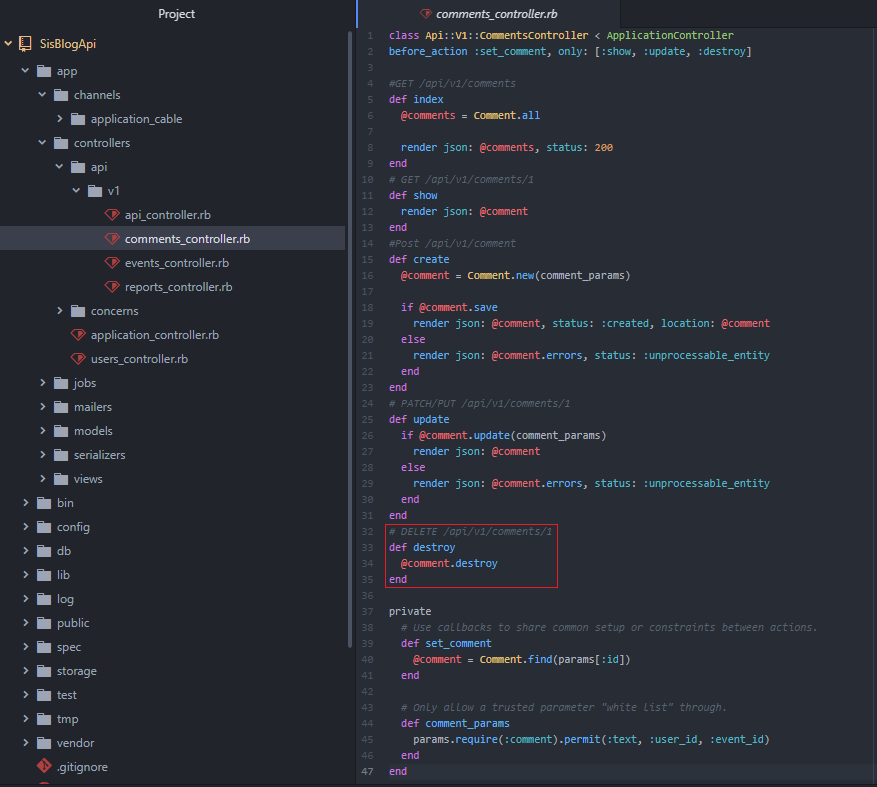 Project
SisBlogApi
app
channels
application_cable
controllers
api
v1
api_controller.rb
comments_controller.rb
events_controller.rb
reports_controller.rb
concerns
application_controller.rb
users_controller.rb
jobs
mailers
models
serializers
views
bin
config
db
lib
log
public
spec
storage
test
tmp
vendor
.gitignore
comments_controller.rb
1 class Api::V1::CommentsController < ApplicationController
2 before_action :set_comment, only: [:show, :update, :destroy]
3
4 #GET /api/v1/comments
5 def index
6   @comments = Comment.all
7
8   render json: @comments, status: 200
9 end
10 # GET /api/v1/comments/1
11 def show
12   render json: @comment
13 end
14 #Post /api/v1/comment
15 def create
16   @comment = Comment.new(comment_params)
17
18   if @comment.save
19     render json: @comment, status: :created, location: @comment
20   else
21     render json: @comment.errors, status: :unprocessable_entity
22   end
23 end
24 # PATCH/PUT /api/v1/comments/1
25 def update
26   if @comment.update(comment_params)
27     render json: @comment
28   else
29     render json: @comment.errors, status: :unprocessable_entity
30   end
31 end
32 # DELETE /api/v1/comments/1
33 def destroy
34   @comment.destroy
35 end
36
37 private
38   # Use callbacks to share common setup or constraints between actions.
39   def set_comment
40     @comment = Comment.find(params[:id])
41   end
42
43   # Only allow a trusted parameter "white list" through.
44   def comment_params
45     params.require(:comment).permit(:text, :user_id, :event_id)
46   end
47 end